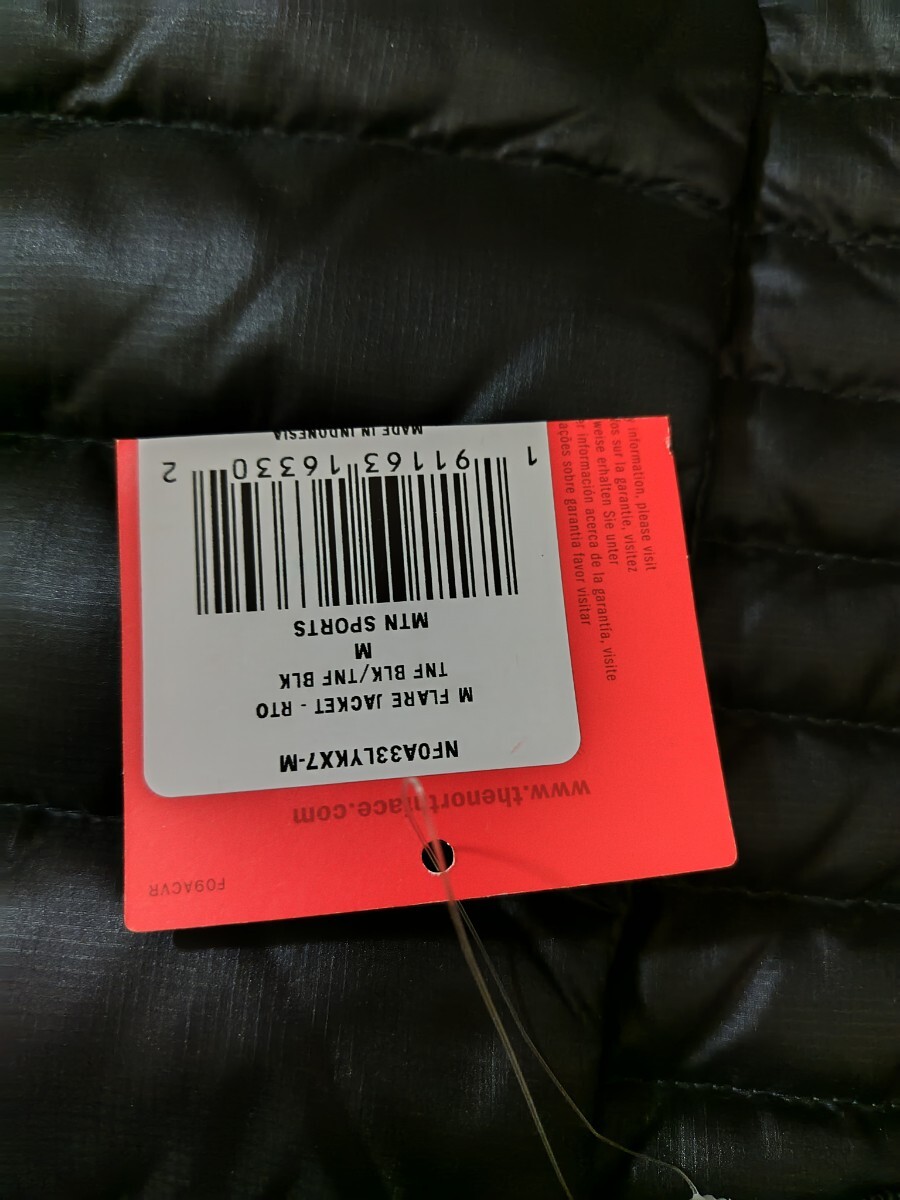 F09ACVR
www.thenorthface.com
NF0A33LYKX7-M
M FLARE JACKET - RTO
TNF BLK/TNF BLK
M
MTN SPORTS
1 91163 16330 2
MADE IN INDONESIA
information, please visit
sur la garantie, visitez
erhalten Sie unter
información acerca de la garantía, visite
sobre garantia favor visitar